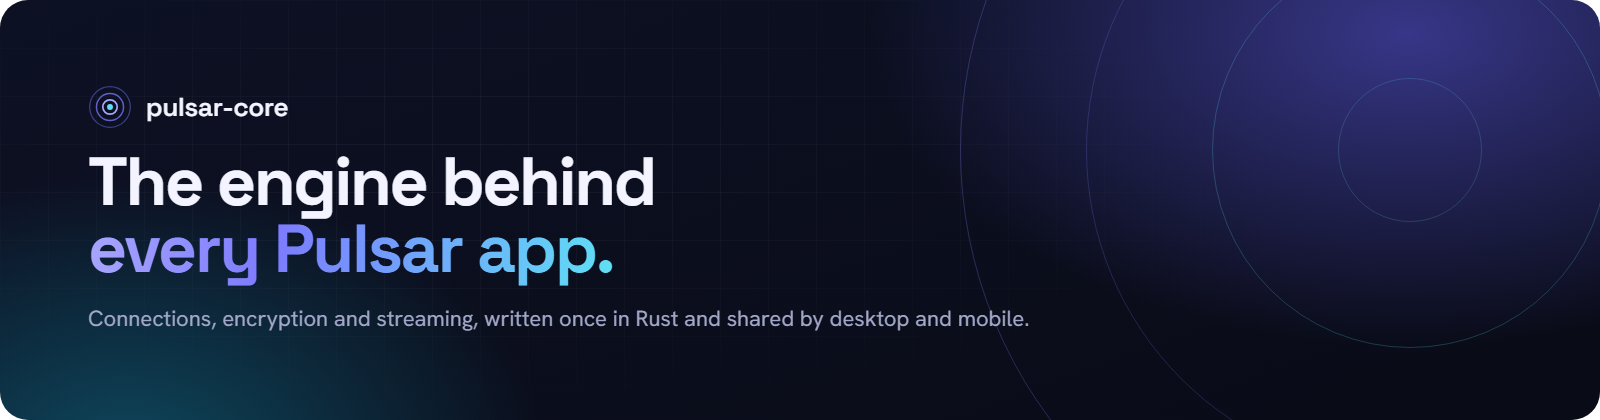 pulsar-core
The engine behind
every Pulsar app.
Connections, encryption and streaming, written once in Rust and shared by desktop and mobile.